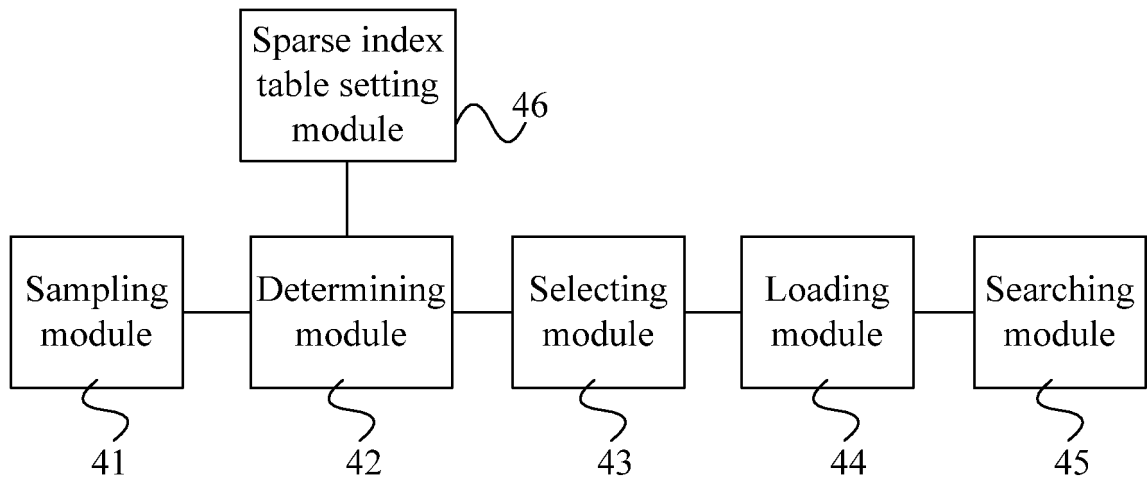 Sparse index
table setting
module
46
Sampling
module
Determining
module
Selecting
module
Loading
module
Searching
module
41
42
43
44
45